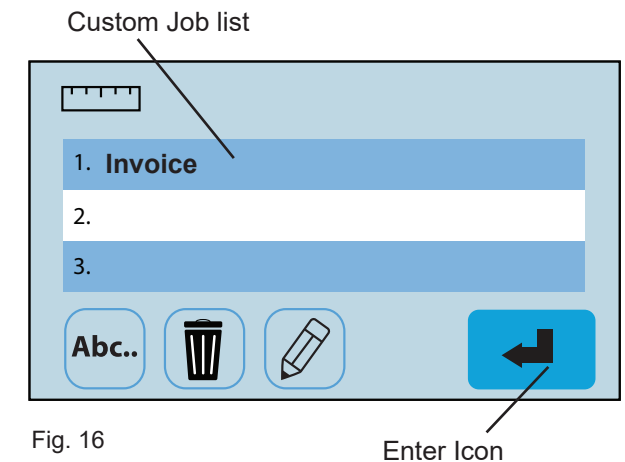 Custom Job list
1. Invoice
2.
3.
Abc..
Fig. 16
Enter Icon